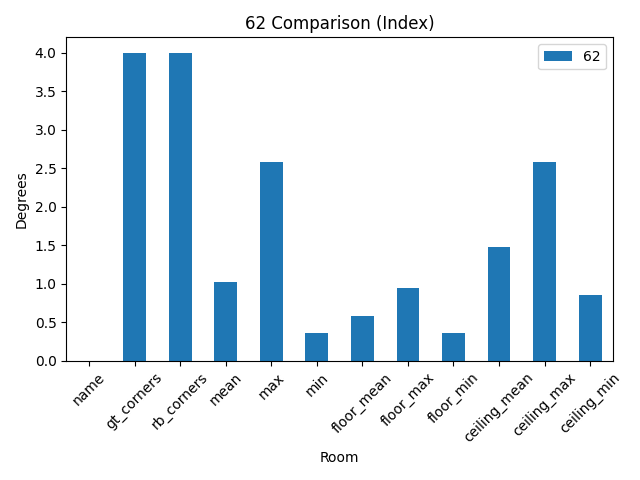 62 Comparison (Index)
62
Degrees
4.0
3.5
3.0
2.5
2.0
1.5
1.0
0.5
0.0
name
gt_corners
rb_corners
mean
max
min
floor_mean
floor_max
floor_min
ceiling_mean
ceiling_max
ceiling_min
Room